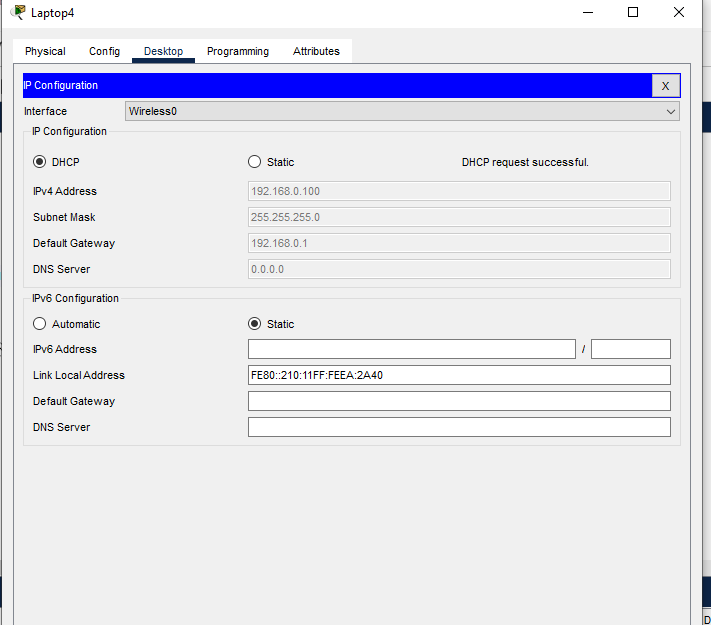 Laptop4
Physical Config Desktop Programming Attributes
IP Configuration X
Interface Wireless0
IP Configuration
DHCP Static DHCP request successful.
IPv4 Address 192.168.0.100
Subnet Mask 255.255.255.0
Default Gateway 192.168.0.1
DNS Server 0.0.0.0
IPv6 Configuration
Automatic Static
IPv6 Address /
Link Local Address FE80::210:11FF:FEEA:2A40
Default Gateway
DNS Server
D